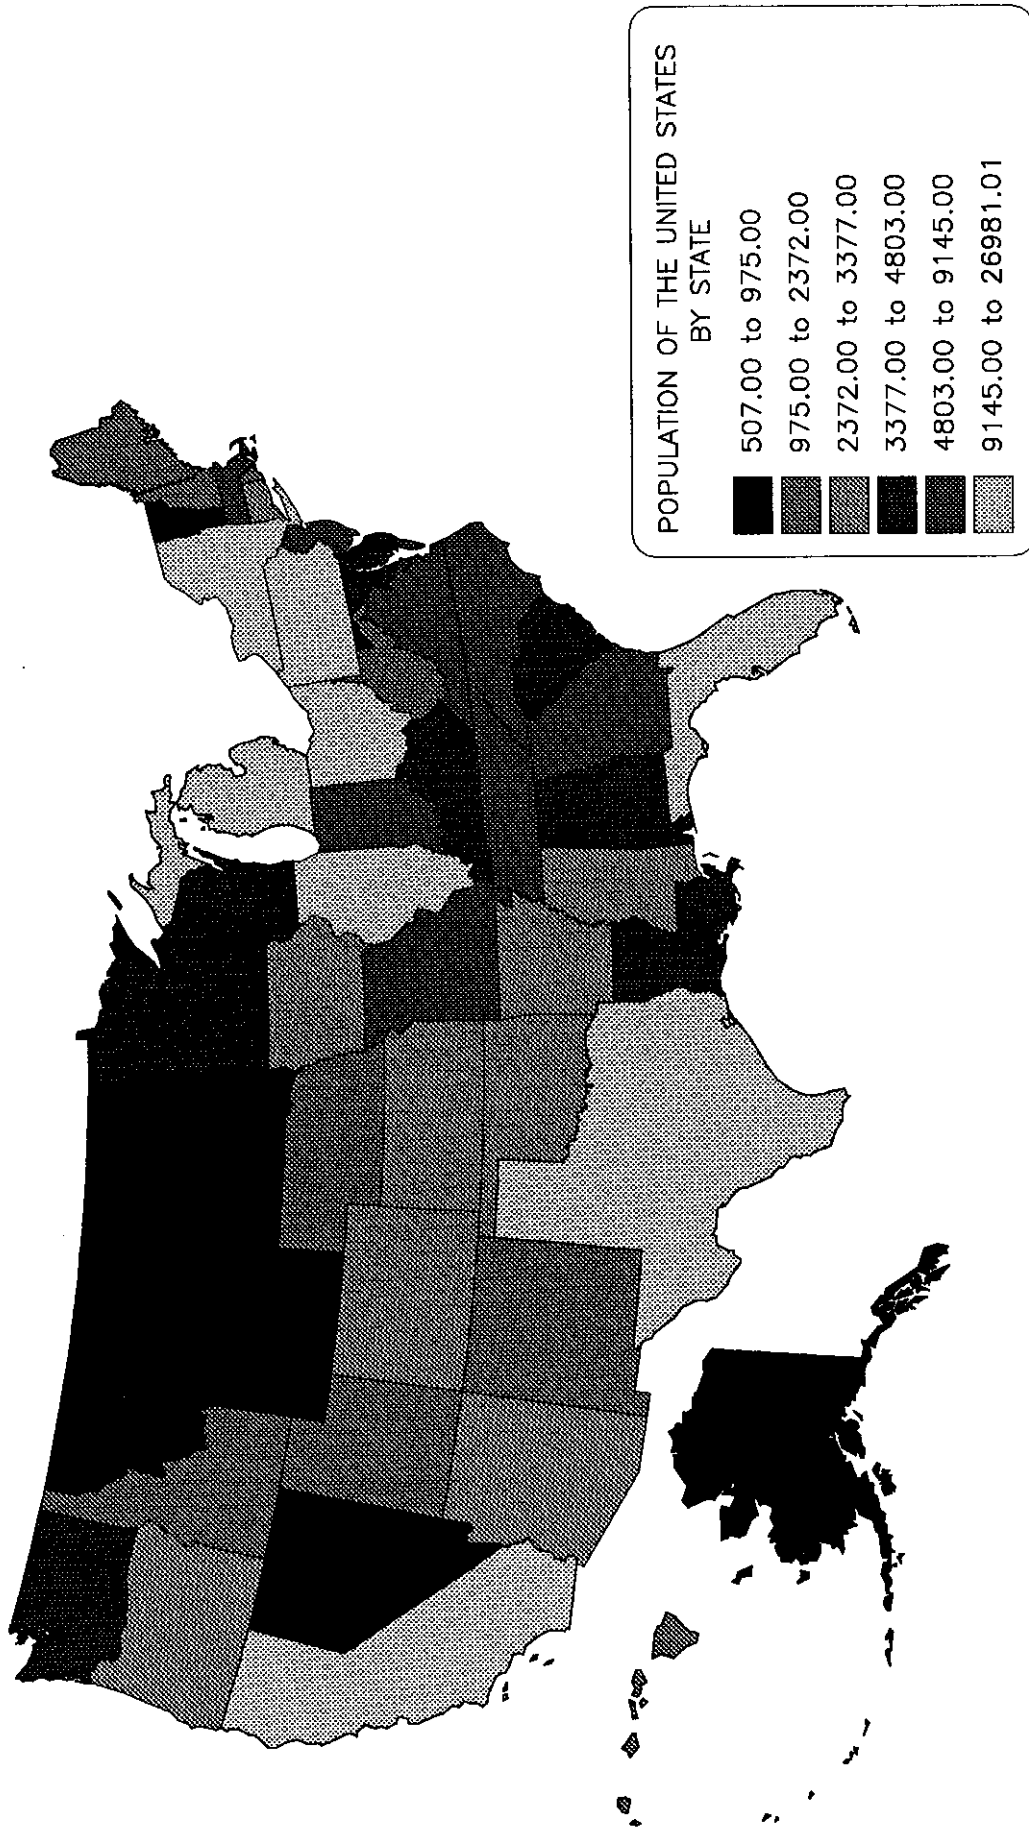 POPULATION OF THE UNITED STATES
BY STATE
507.00 to 975.00
975.00 to 2372.00
2372.00 to 3377.00
3377.00 to 4803.00
4803.00 to 9145.00
9145.00 to 26981.01